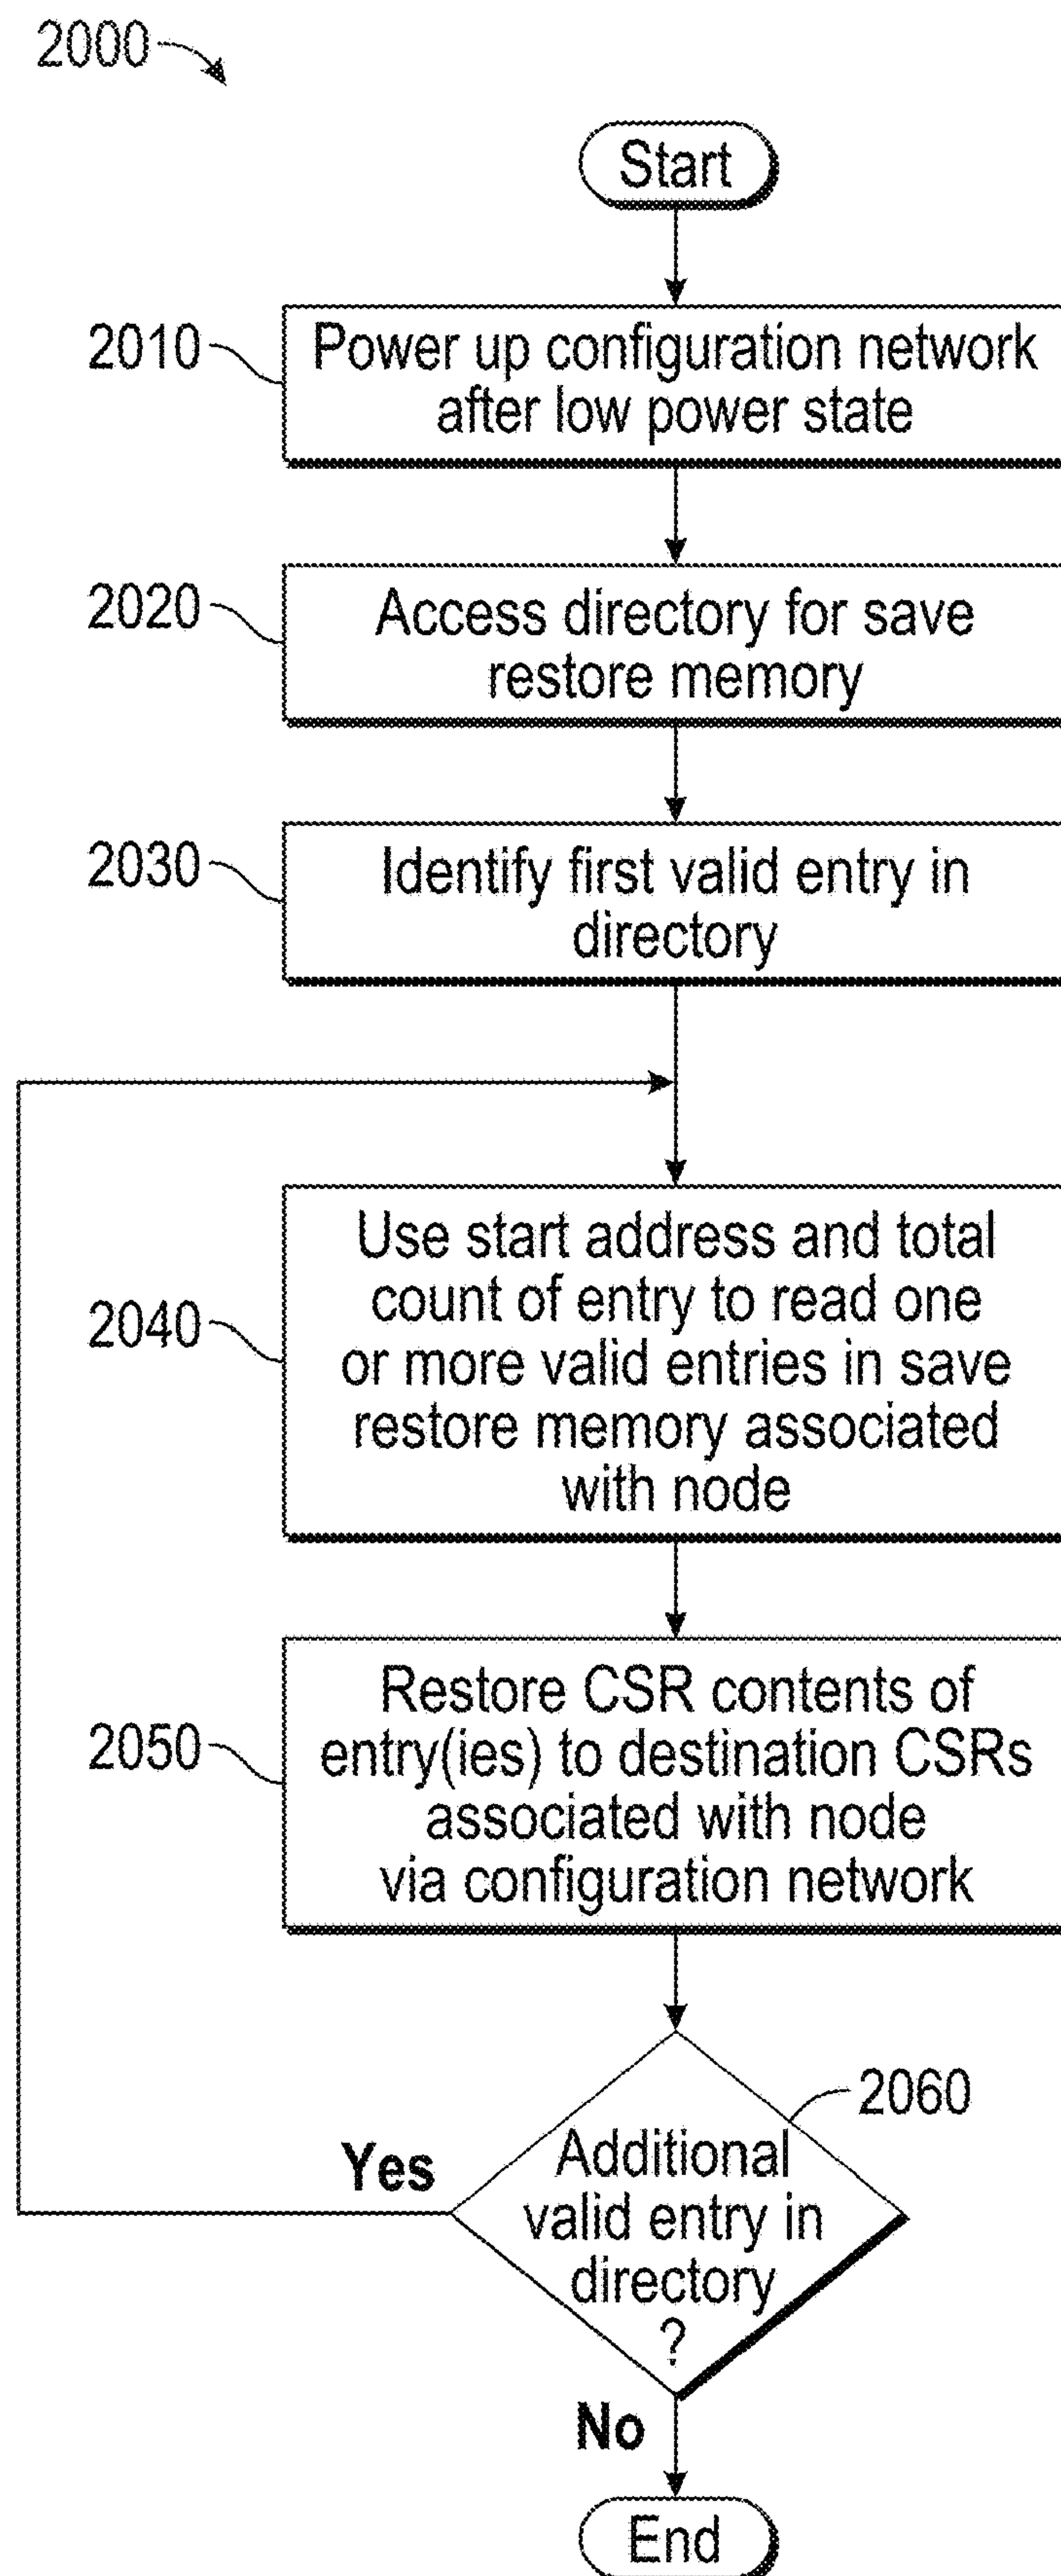 2000
Start
2010
Power up configuration network
after low power state
2020
Access directory for save
restore memory
2030
Identify first valid entry in
directory
2040
Use start address and total
count of entry to read one
or more valid entries in save
restore memory associated
with node
2050
Restore CSR contents of
entry(ies) to destination CSRs
associated with node
via configuration network
2060
Additional
valid entry in
directory
?
Yes
No
End